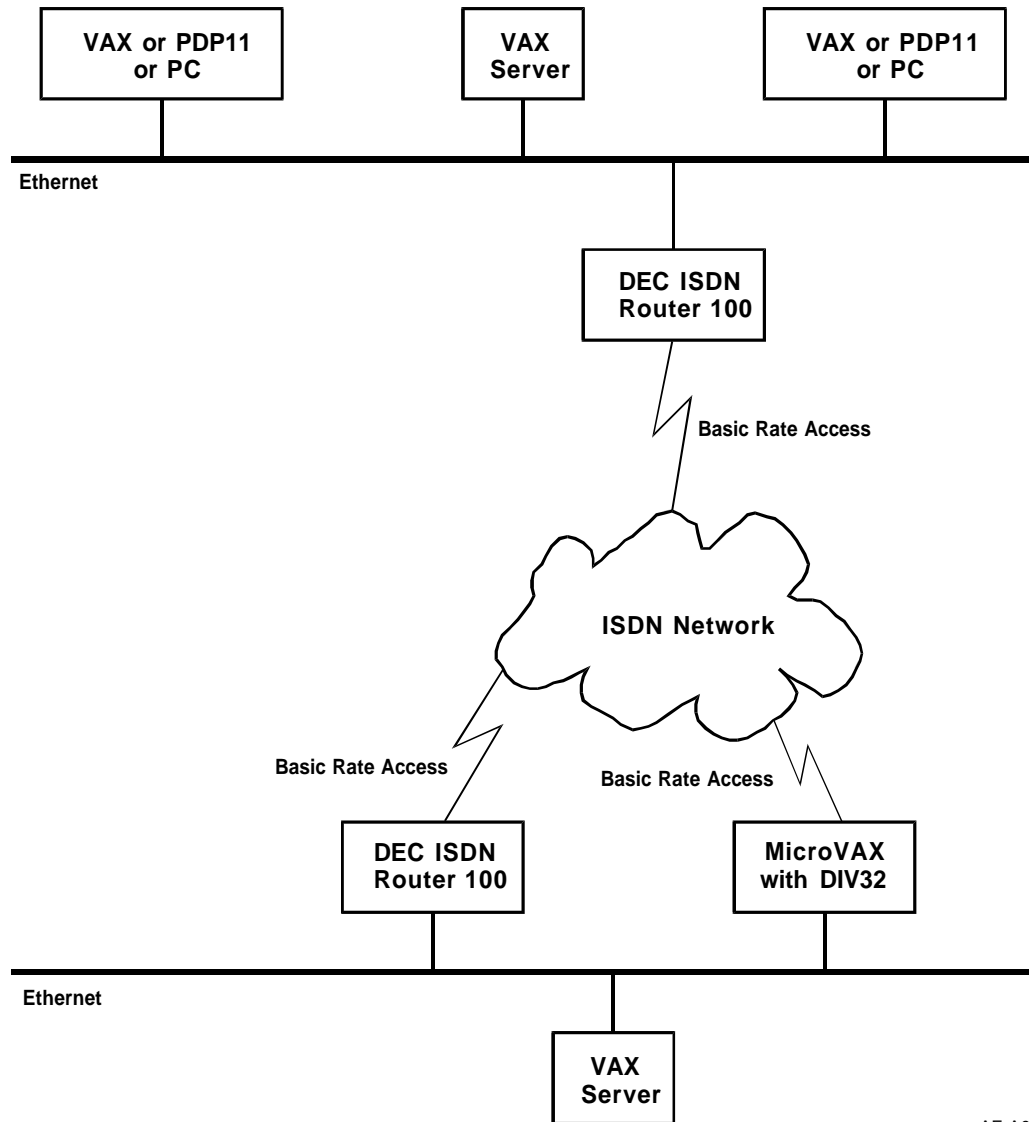 VAX or PDP11
or PC
VAX
Server
VAX or PDP11
or PC
Ethernet
DEC ISDN
Router 100
Basic Rate Access
ISDN Network
Basic Rate Access
Basic Rate Access
DEC ISDN
Router 100
MicroVAX
with DIV32
Ethernet
VAX
Server